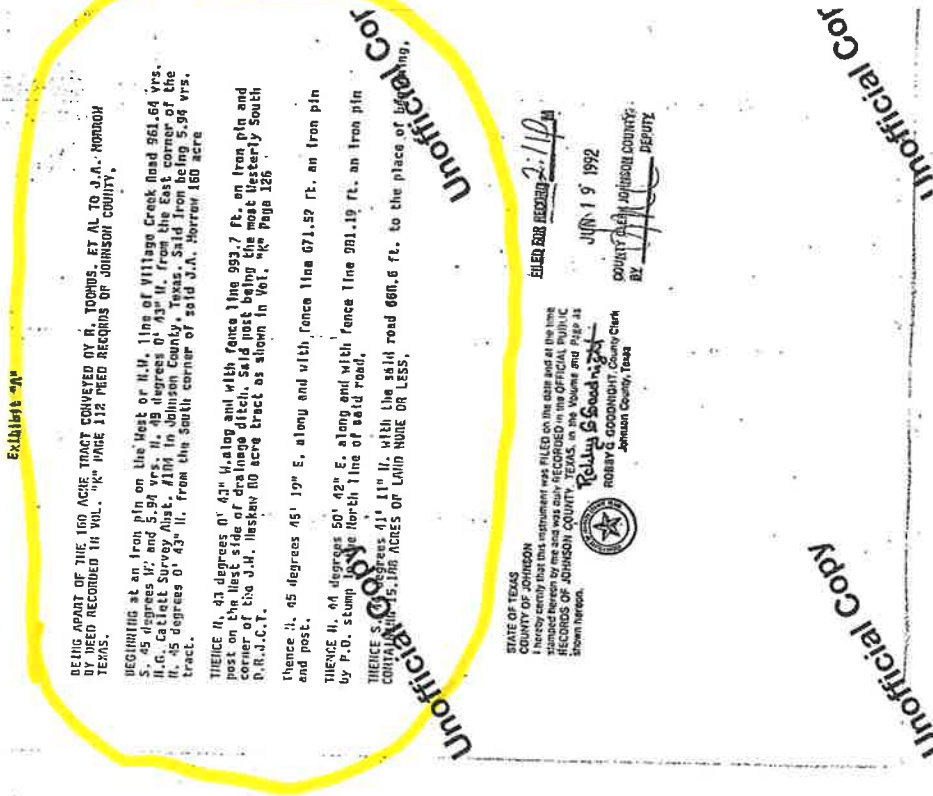 Exhibit "A"
BEING APART OF THE 160 ACRE TRACT CONVEYED BY R. TOOMBS. ET AL TO J.A. MORROW
BY DEED RECORDED IN VOL. "K" PAGE 112 DEED RECORDS OF JOHNSON COUNTY,
TEXAS.
BEGINNING at an iron pin on the West or N.W. line of Village Creek Road 961.64 vrs.
S. 45 degrees W. and 5.94 vrs. N. 49 degrees 0' 43" W. from the East corner of the
H.G. Catlett Survey Abst. #184 in Johnson County, Texas. Said Iron being 5.94 vrs.
N. 45 degrees 0' 43" W. from the South corner of said J.A. Morrow 160 acre
tract.
THENCE N. 43 degrees 0' 43" W.along and with fence line 993.7 ft. an iron pin and
post on the West side of drainage ditch. Said post being the most Westerly South
corner of the J.W. Haskew 80 acre tract as shown in Vol. "K" Page 126
D.R.J.C.T.
Thence N. 45 degrees 45' 19" E. along and with fence line 671.52 ft. an iron pin
and post.
THENCE N. 44 degrees 50' 42" E. along and with fence line 981.19 ft. an iron pin
by P.O. stump in the North line of said road.
THENCE S. degrees 41' 11" W. with the said road 660.6 ft. to the place of beginning,
CONTAINING 15.188 ACRES OF LAND MORE OR LESS.
Unofficial Copy
Unofficial Cop
STATE OF TEXAS
COUNTY OF JOHNSON
I hereby certify that this instrument was FILED on the date and at the time
stamped hereon by me and was duly RECORDED in the OFFICIAL PUBLIC
RECORDS OF JOHNSON COUNTY, TEXAS, in the Volume and Page as
shown hereon.
Robby G Goodnight
ROBBY G. GOODNIGHT, County Clerk
Johnson County, Texas
FILED FOR RECORD 2:11P M
JUN 19 1992
COUNTY CLERK JOHNSON COUNTY
BY DEPUTY
Unofficial Copy
Unofficial Cop
Unofficial